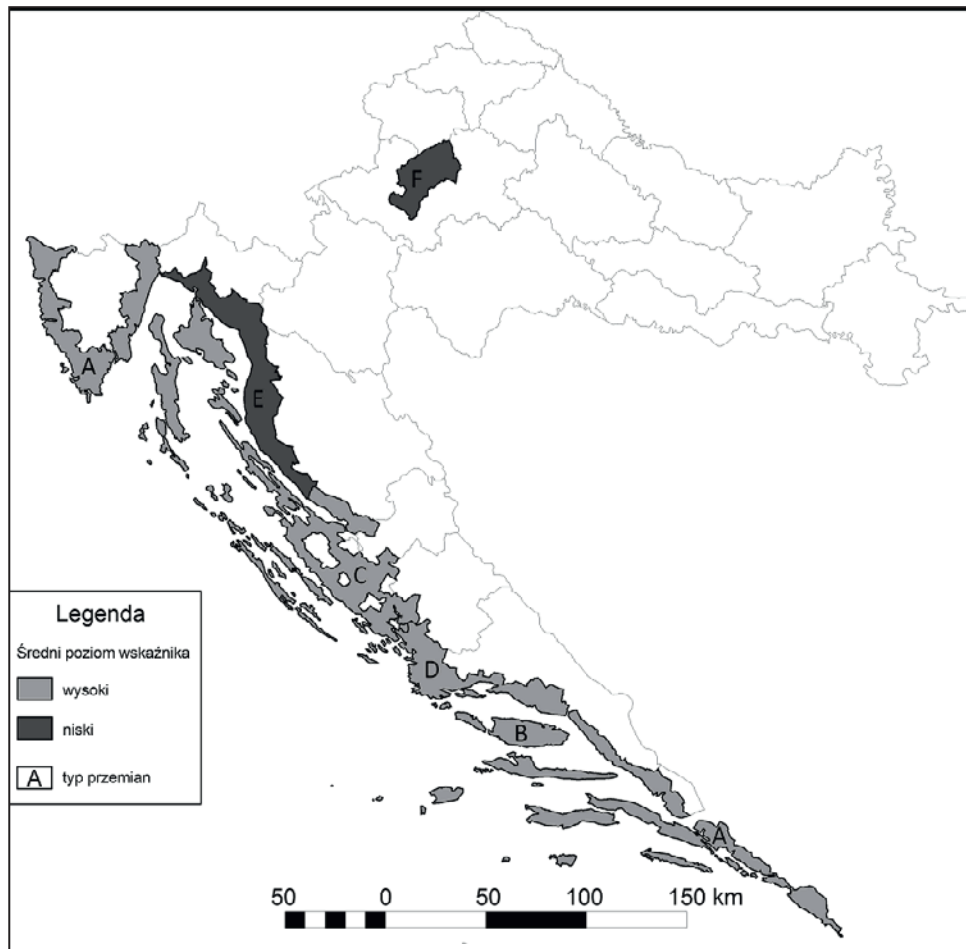 F
A
E
C
D
B
A
Legenda
Średni poziom wskaźnika
wysoki
niski
A typ przemian
50 0 50 100 150 km